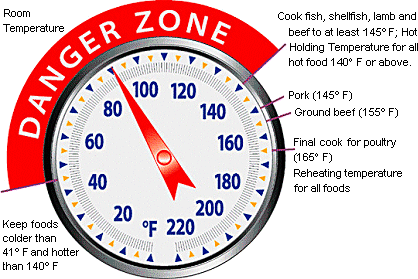 Room
Temperature
DANGER ZONE
Cook fish, shellfish, lamb and
beef to at least 145° F; Hot
Holding Temperature for all
hot food 140° F or above.
Pork (145° F)
Ground beef (155° F)
Final cook for poultry
(165° F)
Reheating temperature
for all foods
Keep foods
colder than
41° F and hotter
than 140° F
20
40
60
80
100
120
140
160
180
200
220
°F